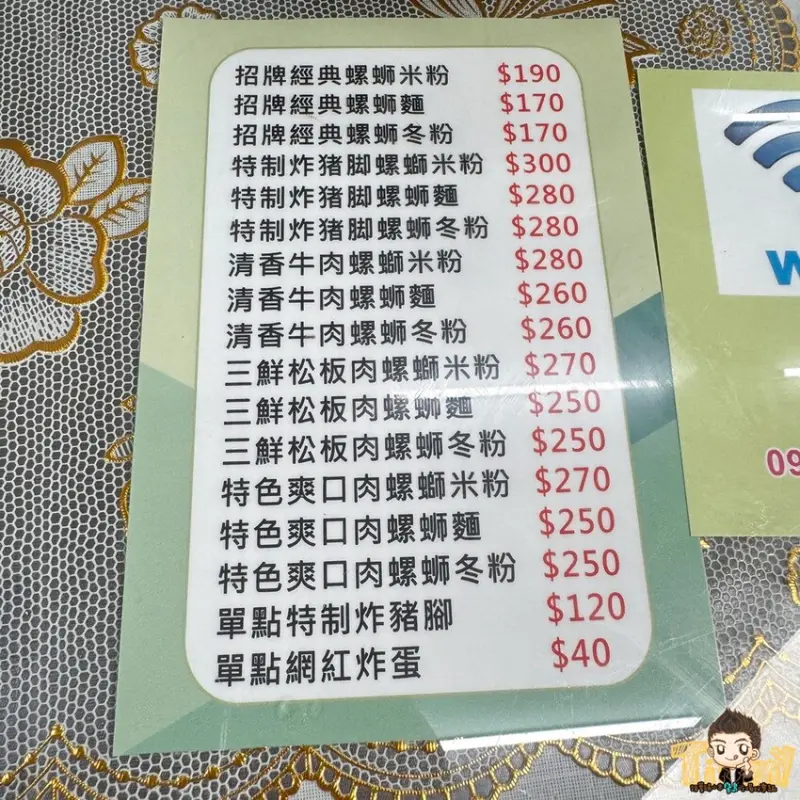 招牌經典螺螄米粉 $190
招牌經典螺螄麵 $170
招牌經典螺螄冬粉 $170
特制炸猪脚螺螄米粉 $300
特制炸猪脚螺螄麵 $280
特制炸猪脚螺螄冬粉 $280
清香牛肉螺螄米粉 $280
清香牛肉螺螄麵 $260
清香牛肉螺螄冬粉 $260
三鮮松板肉螺螄米粉 $270
三鮮松板肉螺螄麵 $250
三鮮松板肉螺螄冬粉 $250
特色爽口肉螺螄米粉 $270
特色爽口肉螺螄麵 $250
特色爽口肉螺螄冬粉 $250
單點特制炸豬腳 $120
單點網紅炸蛋 $40
W
09